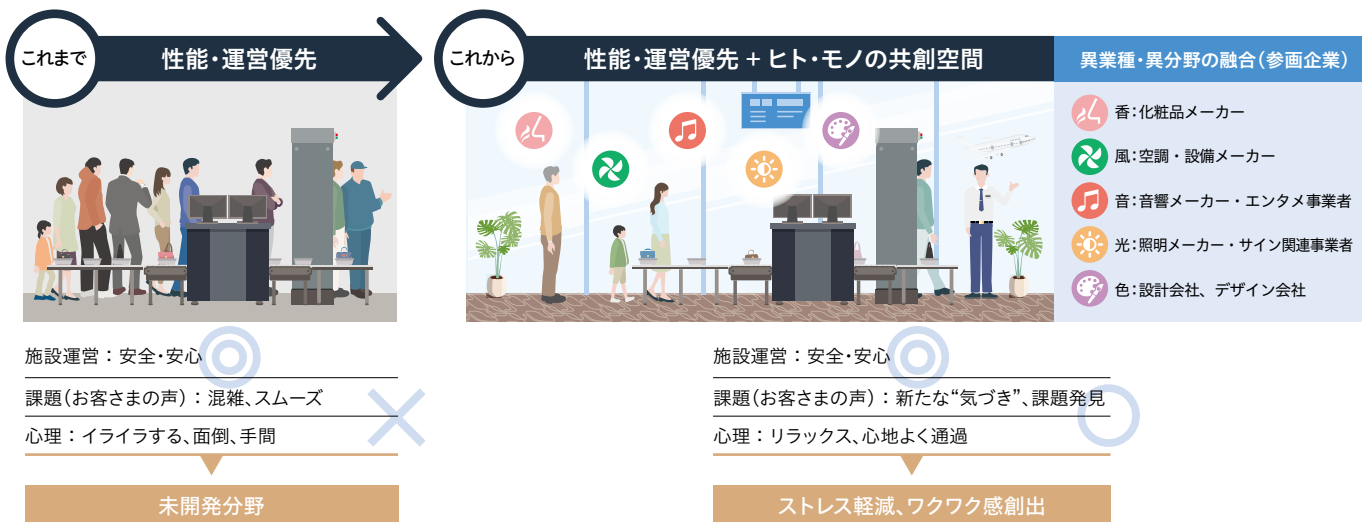 これまで
性能・運営優先
これから
性能・運営優先 + ヒト・モノの共創空間
異業種・異分野の融合(参画企業)
香:化粧品メーカー
風:空調・設備メーカー
音:音響メーカー・エンタメ事業者
光:照明メーカー・サイン関連事業者
色:設計会社、デザイン会社
施設運営：安全・安心
課題(お客さまの声)：混雑、スムーズ
心理：イライラする、面倒、手間
未開発分野
施設運営：安全・安心
課題(お客さまの声)：新たな“気づき”、課題発見
心理：リラックス、心地よく通過
ストレス軽減、ワクワク感創出